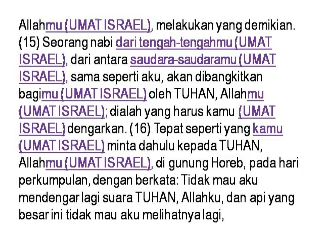 Allahmu (UMAT ISRAEL), melakukan yang demikian.
(15) Seorang nabi dari tengah-tengahmu (UMAT
ISRAEL), dari antara saudara-saudaramu (UMAT
ISRAEL), sama seperti aku, akan dibangkitkan
bagimu (UMAT ISRAEL) oleh TUHAN, Allahmu
(UMAT ISRAEL); dialah yang harus kamu (UMAT
ISRAEL) dengarkan. (16) Tepat seperti yang kamu
(UMAT ISRAEL) minta dahulu kepada TUHAN,
Allahmu (UMAT ISRAEL), di gunung Horeb, pada hari
perkumpulan, dengan berkata: Tidak mau aku
mendengar lagi suara TUHAN, Allahku, dan api yang
besar ini tidak mau aku melihatnya lagi,